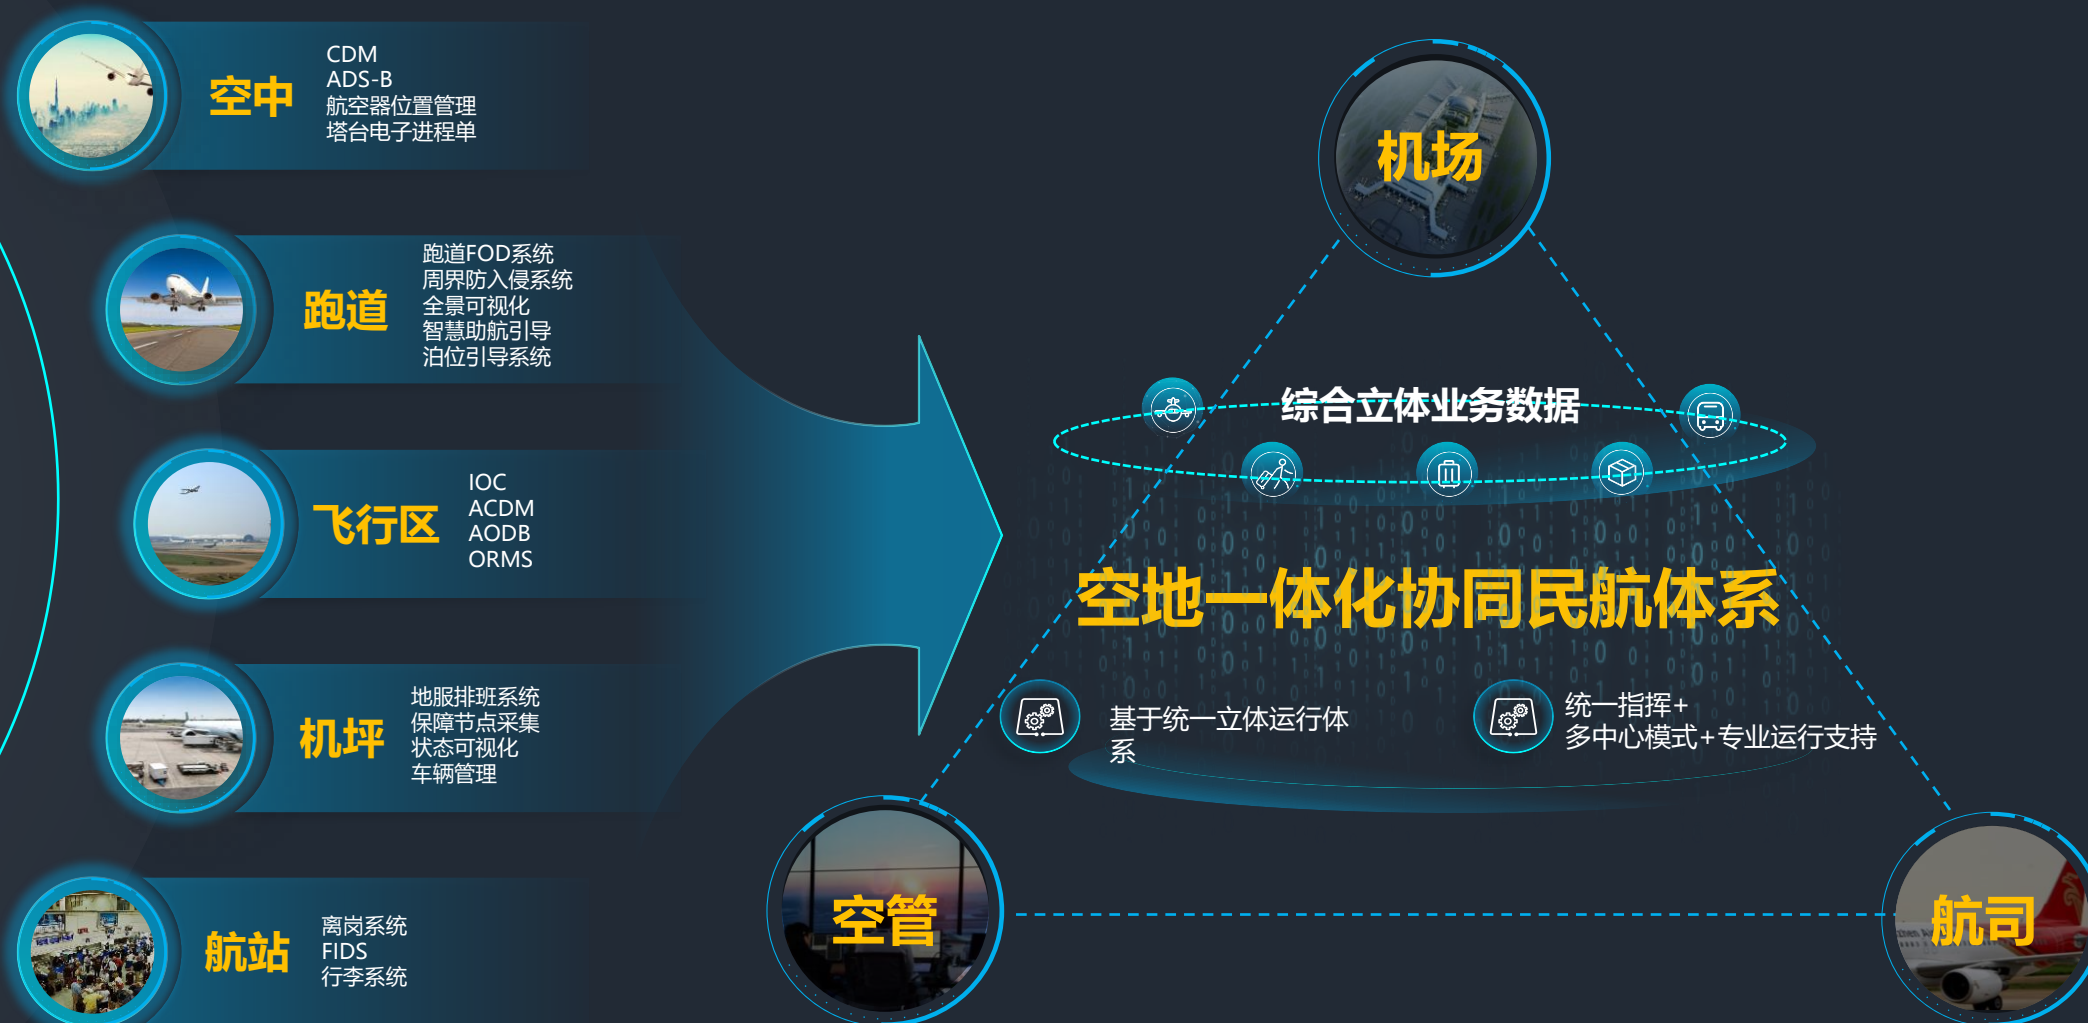 空中
CDM
ADS-B
航空器位置管理
塔台电子进程单
跑道
跑道FOD系统
周界防入侵系统
全景可视化
智慧助航引导
泊位引导系统
飞行区
IOC
ACDM
AODB
ORMS
机坪
地服排班系统
保障节点采集
状态可视化
车辆管理
航站
离岗系统
FIDS
行李系统
机场
综合立体业务数据
空地一体化协同民航体系
基于统一立体运行体
系
统一指挥+
多中心模式+专业运行支持
空管
航司